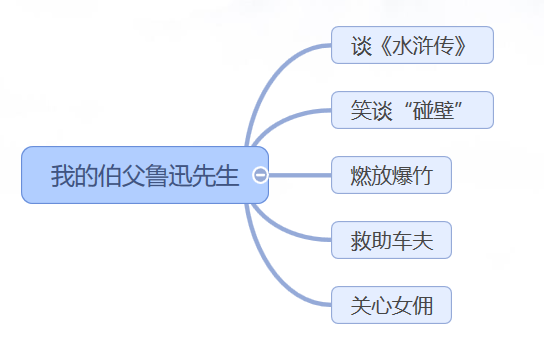 谈《水浒传》
笑谈“碰壁”
我的伯父鲁迅先生
燃放爆竹
救助车夫
关心女佣